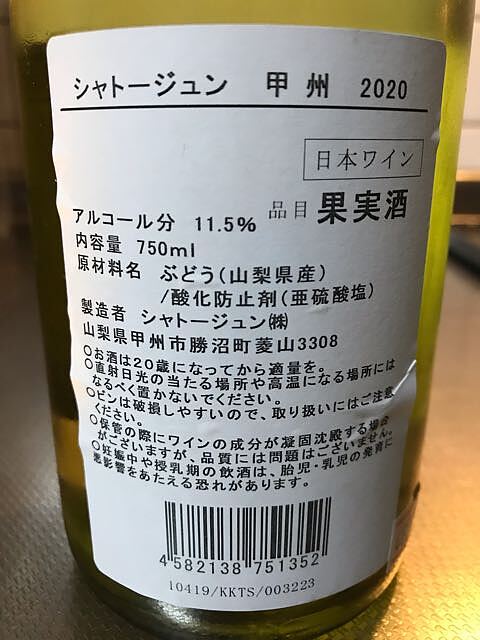 シャトージュン 甲州 2020
日本ワイン
品目 果実酒
アルコール分 11.5%
内容量 750ml
原材料名 ぶどう(山梨県産)
/酸化防止剤(亜硫酸塩)
製造者 シャトージュン㈱
山梨県甲州市勝沼町菱山3308
○お酒は20歳になってから適量を。
○直射日光の当たる場所や高温になる場所には
なるべく置かないでください。
○ビンは破損しやすいので、取り扱いにはご注意
ください。
○保管の際にワインの成分が凝固沈殿する場合
がございますが、品質には問題はございません。
○妊娠中や授乳期の飲酒は、胎児・乳児の発育に
悪影響をあたえる恐れがあります。
4582138 751352
10419/KKTS/003223